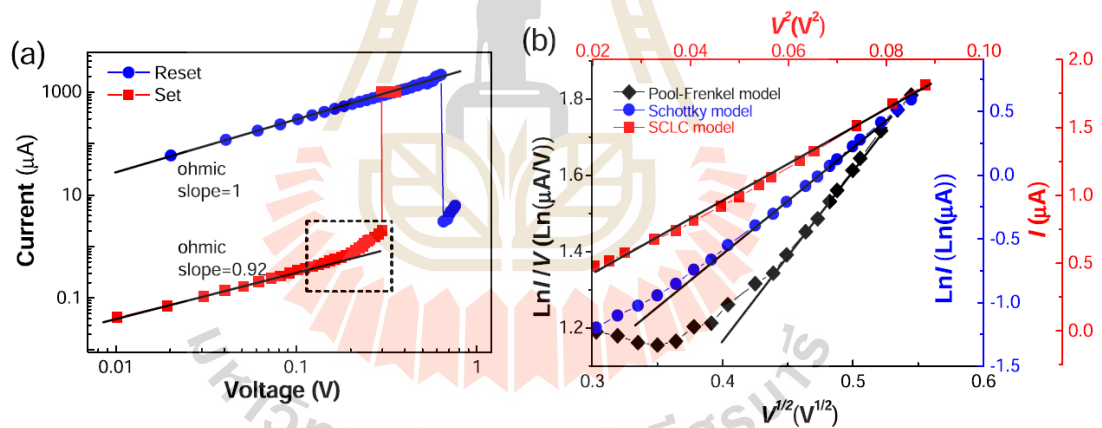 (a)
Reset
Set
1000
10
0.1
Current (μA)
ohmic
slope=1
ohmic
slope=0.92
0.01
0.1
1
Voltage (V)
(b)
V²(V²)
0.02
0.04
0.06
0.08
0.10
Pool-Frenkel model
Schottky model
SCLC model
1.8
1.6
1.4
1.2
LnI /V (Ln(μA/V))
0.5
0.0
-0.5
-1.0
-1.5
LnI (Ln(μA))
2.0
1.5
1.0
0.5
0.0
I (μA)
0.3
0.4
0.5
0.6
V^1/2(V^1/2)